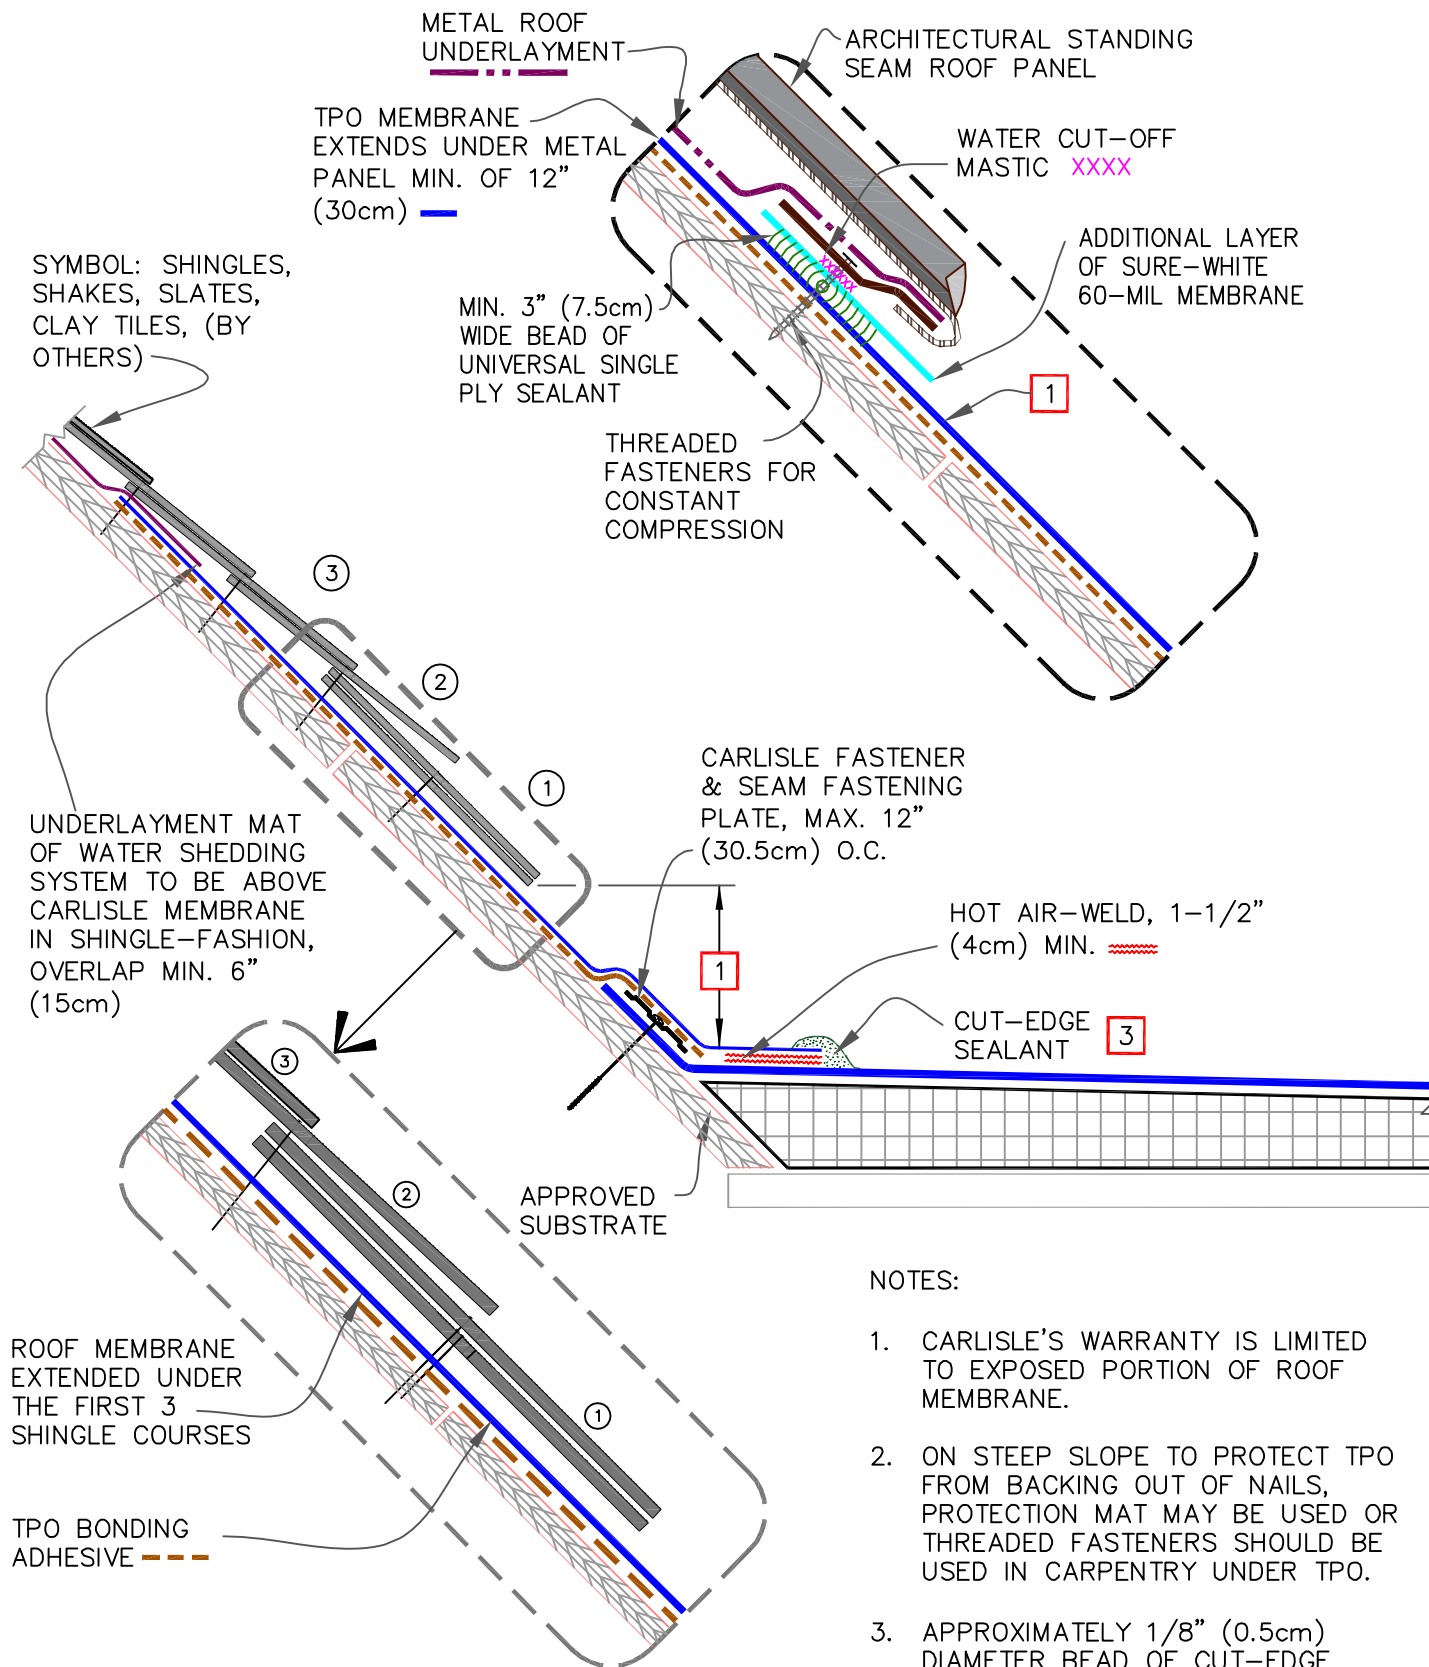 METAL ROOF
UNDERLAYMENT
ARCHITECTURAL STANDING
SEAM ROOF PANEL
TPO MEMBRANE
EXTENDS UNDER METAL
PANEL MIN. OF 12”
(30cm)
WATER CUT-OFF
MASTIC XXXX
ADDITIONAL LAYER
OF SURE-WHITE
60-MIL MEMBRANE
SYMBOL: SHINGLES,
SHAKES, SLATES,
CLAY TILES, (BY
OTHERS)
MIN. 3” (7.5cm)
WIDE BEAD OF
UNIVERSAL SINGLE
PLY SEALANT
1
THREADED
FASTENERS FOR
CONSTANT
COMPRESSION
3
2
1
CARLISLE FASTENER
& SEAM FASTENING
PLATE, MAX. 12”
(30.5cm) O.C.
UNDERLAYMENT MAT
OF WATER SHEDDING
SYSTEM TO BE ABOVE
CARLISLE MEMBRANE
IN SHINGLE-FASHION,
OVERLAP MIN. 6”
(15cm)
HOT AIR-WELD, 1-1/2”
(4cm) MIN.
1
CUT-EDGE
SEALANT
3
3
2
1
APPROVED
SUBSTRATE
ROOF MEMBRANE
EXTENDED UNDER
THE FIRST 3
SHINGLE COURSES
TPO BONDING
ADHESIVE
NOTES:
1. CARLISLE’S WARRANTY IS LIMITED
TO EXPOSED PORTION OF ROOF
MEMBRANE.
2. ON STEEP SLOPE TO PROTECT TPO
FROM BACKING OUT OF NAILS,
PROTECTION MAT MAY BE USED OR
THREADED FASTENERS SHOULD BE
USED IN CARPENTRY UNDER TPO.
3. APPROXIMATELY 1/8” (0.5cm)
DIAMETER BEAD OF CUT-EDGE